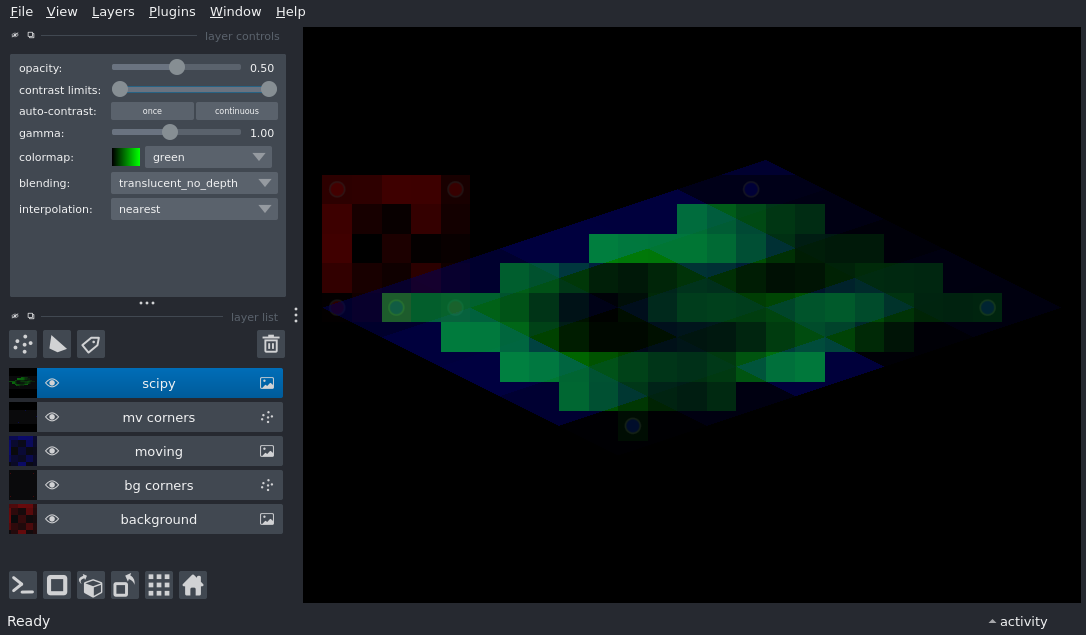 File View Layers Plugins Window Help
layer controls
opacity: 0.50
contrast limits:
auto-contrast: once continuous
gamma: 1.00
colormap: green
blending: translucent_no_depth
interpolation: nearest
layer list
scipy
mv corners
moving
bg corners
background
Ready activity